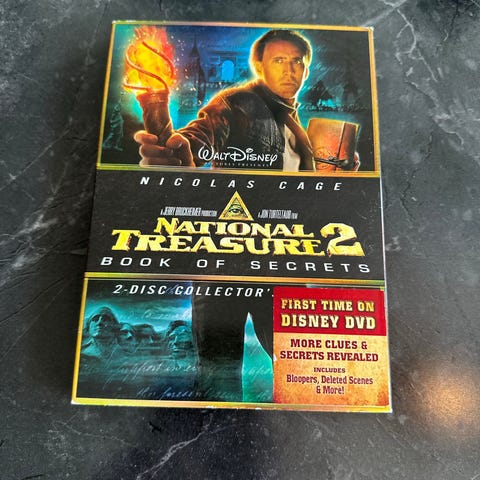 WALT DISNEY
PICTURES PRESENTS
NICOLAS CAGE
A JERRY BRUCKHEIMER PRODUCTION A JON TURTELTAUB FILM
NATIONAL
TREASURE 2
BOOK OF SECRETS
2-DISC COLLECTOR'
FIRST TIME ON
DISNEY DVD
MORE CLUES &
SECRETS REVEALED
INCLUDES
Bloopers, Deleted Scenes
& More!